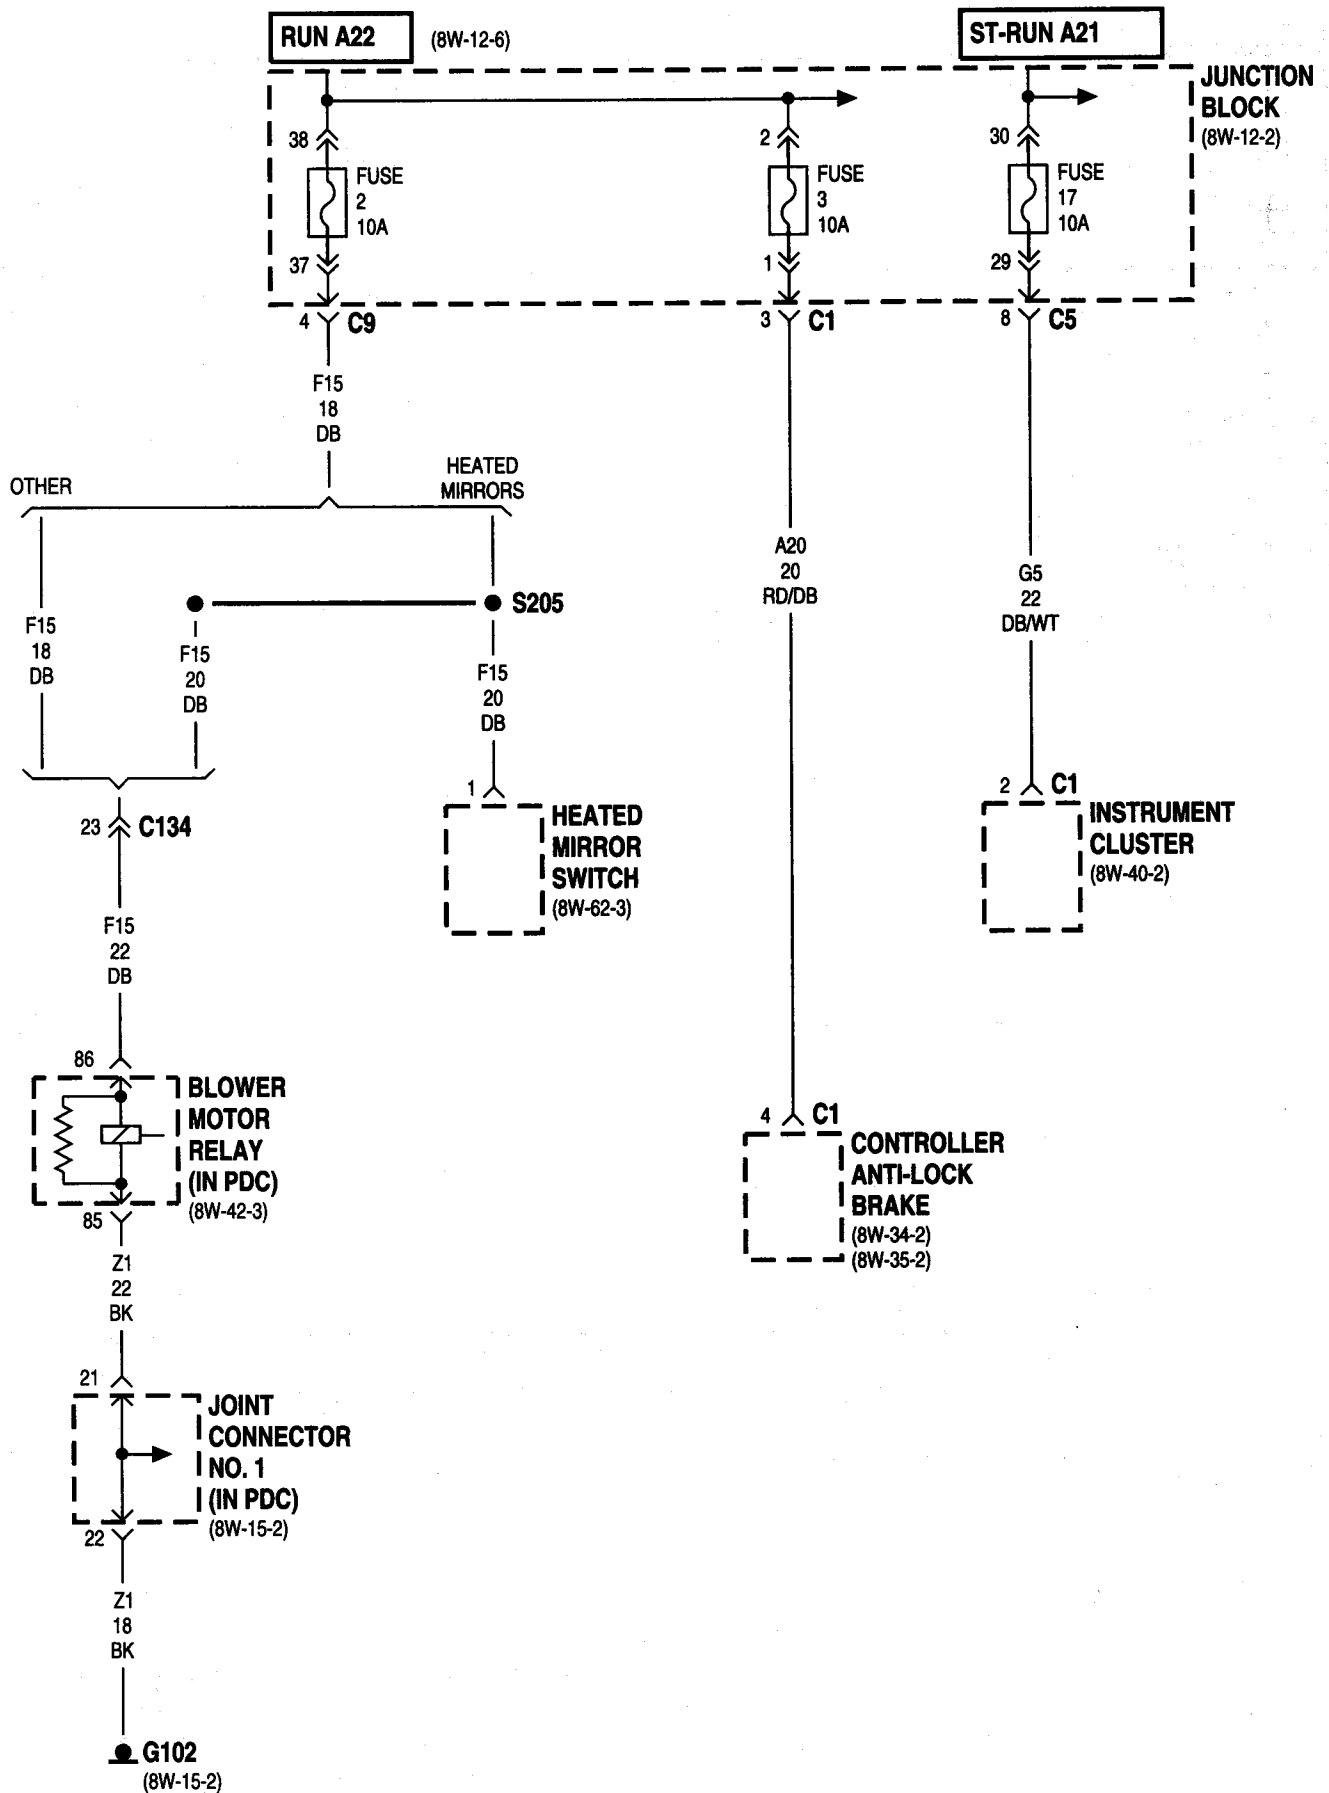 RUN A22
(8W-12-6)
ST-RUN A21
JUNCTION
BLOCK
(8W-12-2)
38
FUSE
2
10A
37
2
FUSE
3
10A
1
30
FUSE
17
10A
29
4
C9
3
C1
8
C5
F15
18
DB
OTHER
HEATED
MIRRORS
S205
F15
18
DB
F15
20
DB
F15
20
DB
A20
20
RD/DB
G5
22
DB/WT
23
C134
1
HEATED
MIRROR
SWITCH
(8W-62-3)
2
C1
INSTRUMENT
CLUSTER
(8W-40-2)
F15
22
DB
86
BLOWER
MOTOR
RELAY
(IN PDC)
(8W-42-3)
85
4
C1
CONTROLLER
ANTI-LOCK
BRAKE
(8W-34-2)
(8W-35-2)
Z1
22
BK
21
JOINT
CONNECTOR
NO. 1
(IN PDC)
(8W-15-2)
22
Z1
18
BK
G102
(8W-15-2)